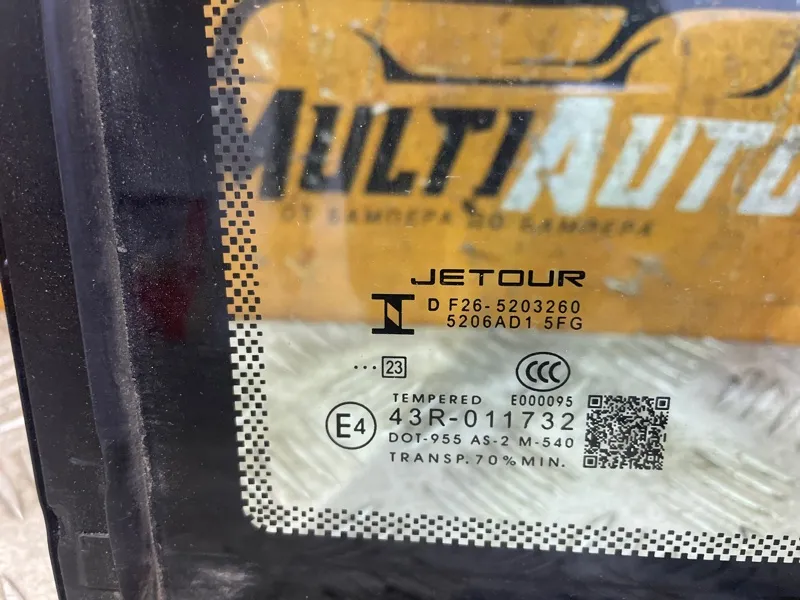 MULTIAUTO
ОТ БАМПЕРА ДО БАМПЕРА
JETOUR
D F26-5203260
5206AD1 5FG
...23
CCC
TEMPERED E000095
E4 43R-011732
DOT-955 AS-2 M-540
TRANSP. 70% MIN.